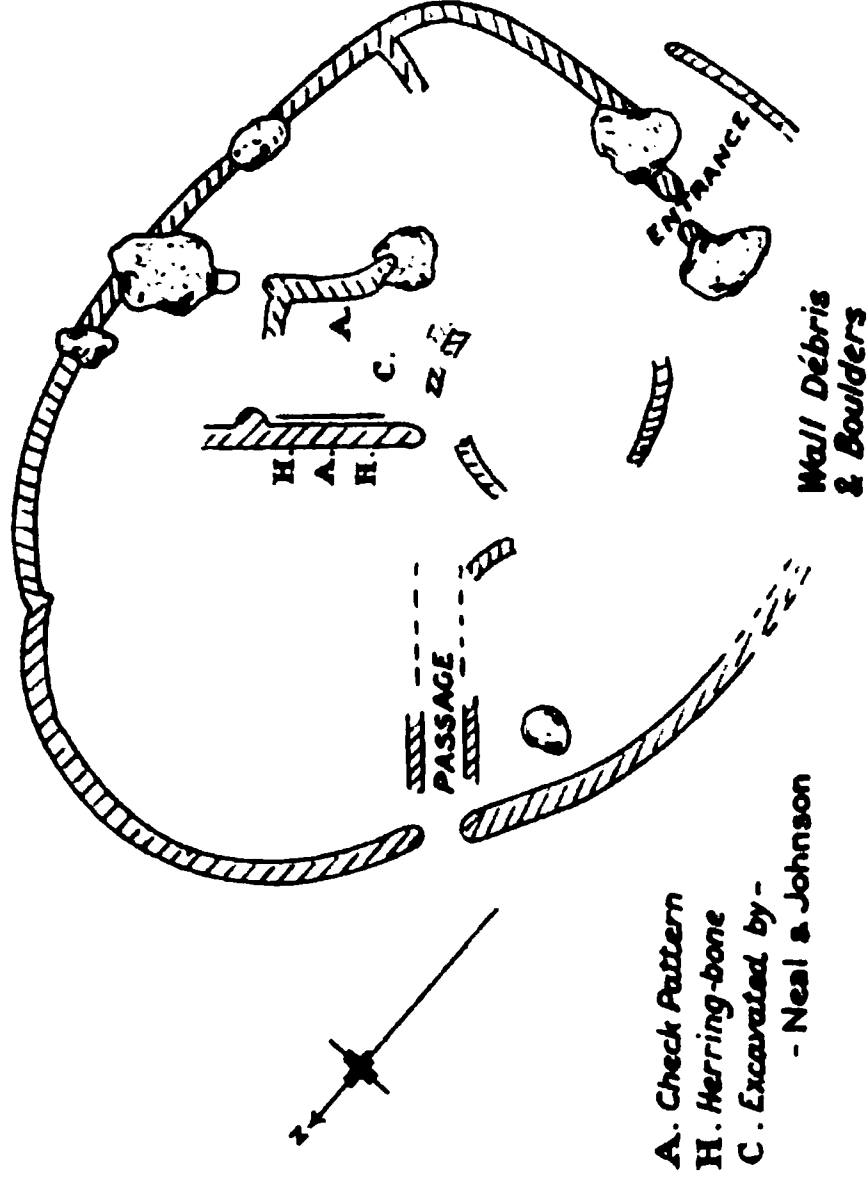 N
H.
A.
H.
A.
C.
PASSAGE
ENTRANCE
A. Check Pattern
H. Herring-bone
C. Excavated by -
- Neal & Johnson
Wall Débris
& Boulders